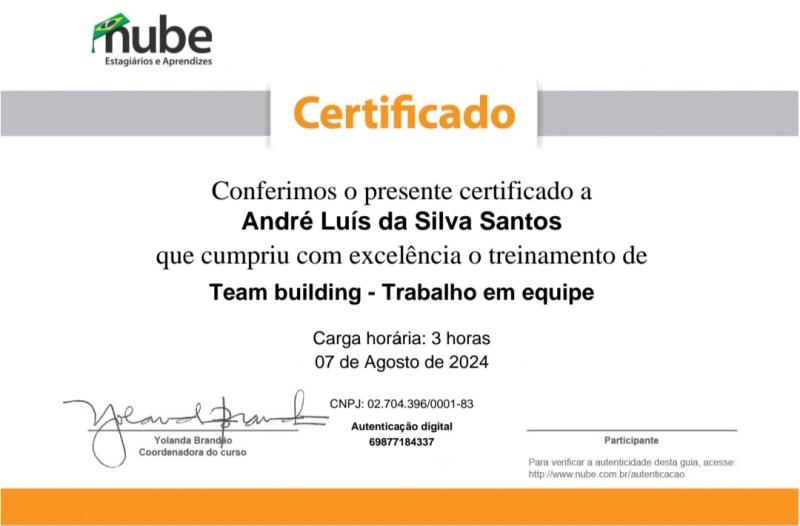 nube
Estagiários e Aprendizes
Certificado
Conferimos o presente certificado a
André Luís da Silva Santos
que cumpriu com excelência o treinamento de
Team building - Trabalho em equipe
Carga horária: 3 horas
07 de Agosto de 2024
CNPJ: 02.704.396/0001-83
Autenticação digital
69877184337
Yolanda Brandão
Yolanda Brandão
Coordenadora do curso
Participante
Para verificar a autenticidade desta guia, acesse:
http://www.nube.com.br/autenticacao